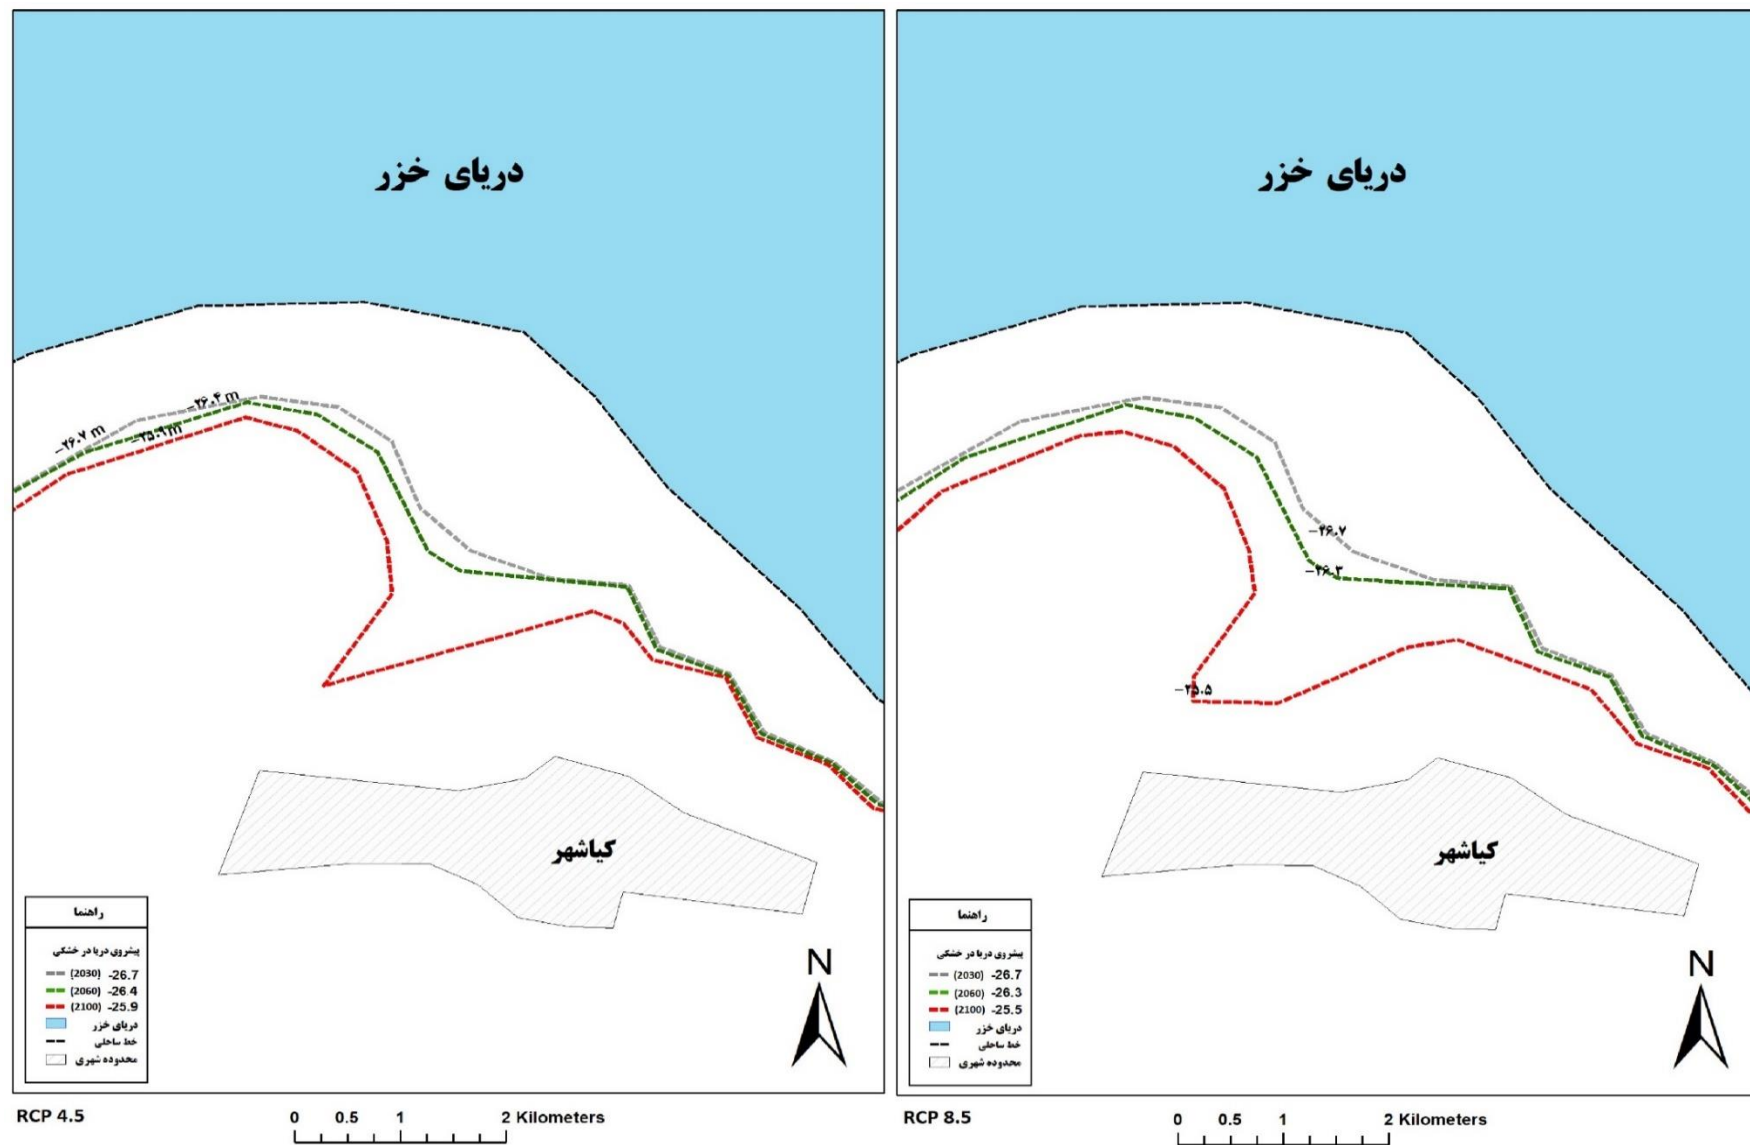 دریای خزر
−۲۶.۴ m
−۲۶.۷ m
−۲۵.۹ m
کیاشهر
راهنما
پیشروی دریا در خشکی
(2030) -26.7
(2060) -26.4
(2100) -25.9
دریای خزر
خط ساحلی
محدوده شهری
N
RCP 4.5
0 0.5 1 2 Kilometers
دریای خزر
−۲۶.۷
−۲۶.۳
−۲۵.۵
کیاشهر
راهنما
پیشروی دریا در خشکی
(2030) -26.7
(2060) -26.3
(2100) -25.5
دریای خزر
خط ساحلی
محدوده شهری
N
RCP 8.5
0 0.5 1 2 Kilometers